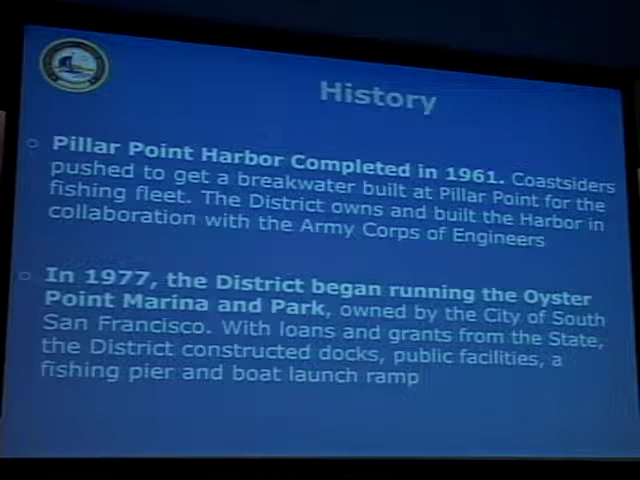 History
Pillar Point Harbor Completed in 1961. Coastsiders
pushed to get a breakwater built at Pillar Point for the
fishing fleet. The District owns and built the Harbor in
collaboration with the Army Corps of Engineers
In 1977, the District began running the Oyster
Point Marina and Park, owned by the City of South
San Francisco. With loans and grants from the State,
the District constructed docks, public facilities, a
fishing pier and boat launch ramp